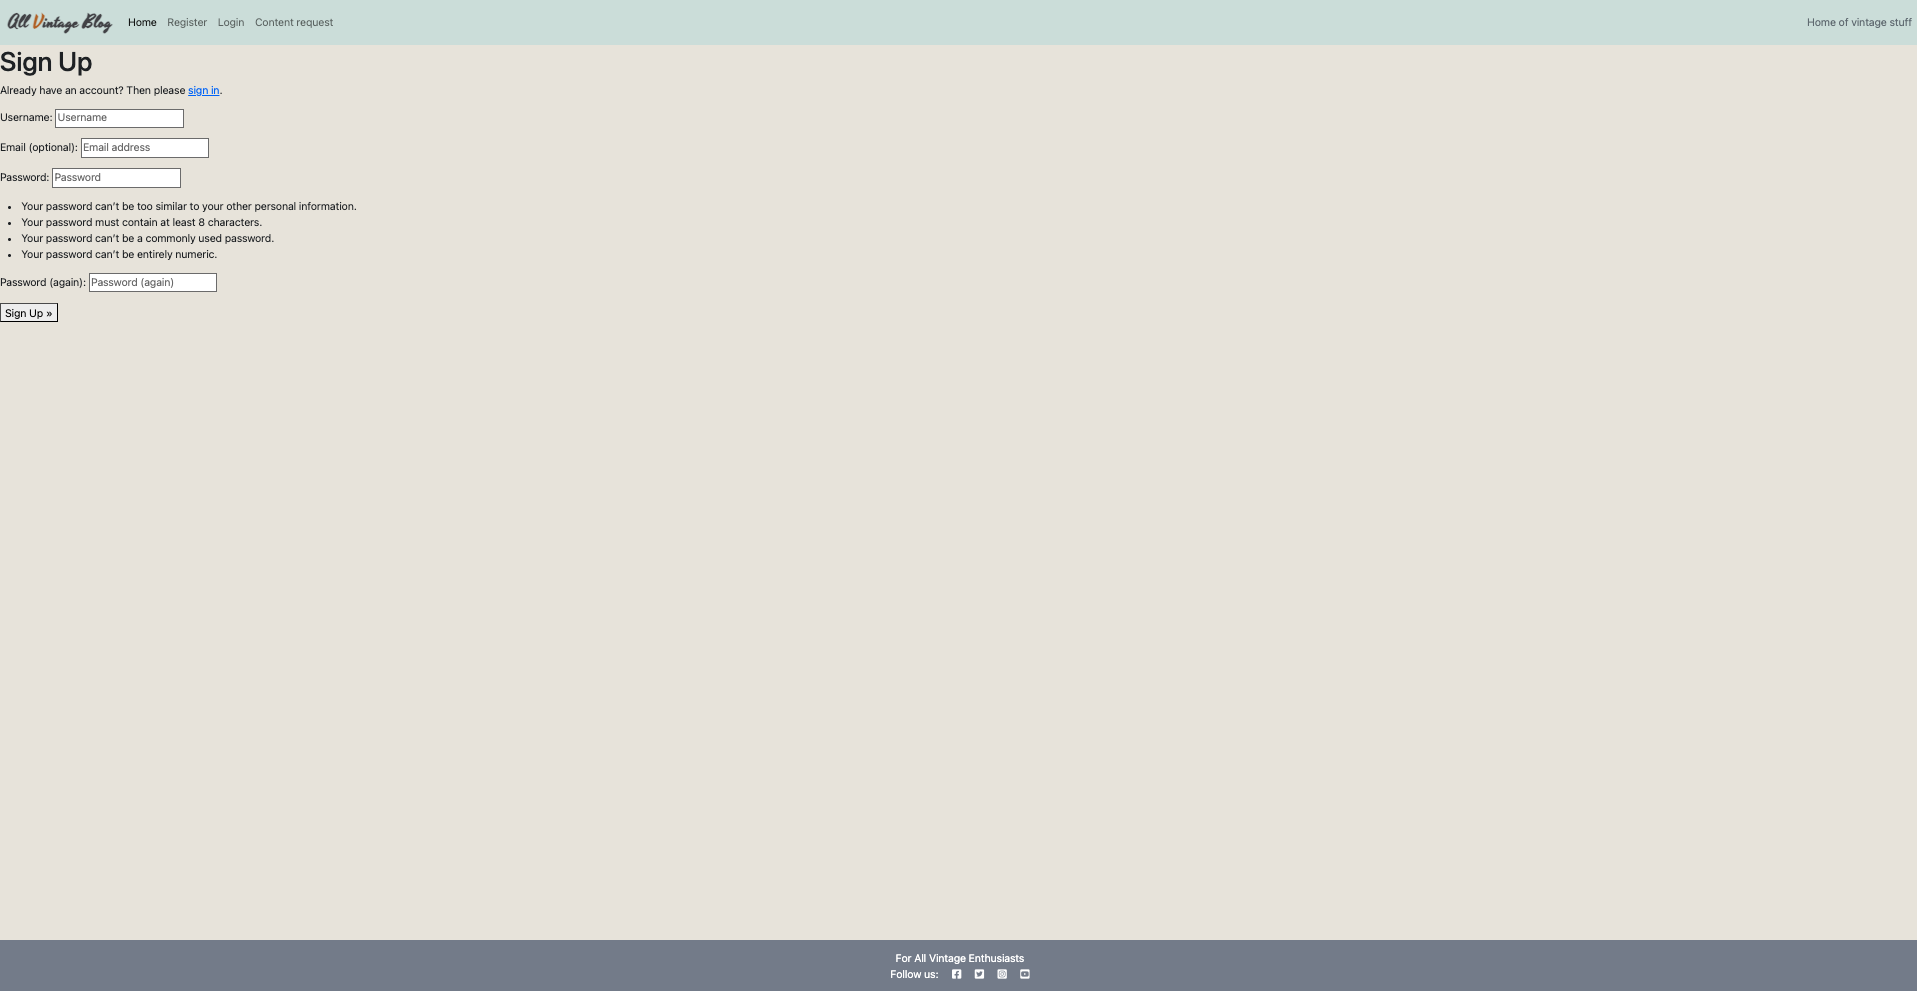 All Vintage Blog Home Register Login Content request Home of vintage stuff
Sign Up
Already have an account? Then please sign in.
Username: Username
Email (optional): Email address
Password: Password
• Your password can't be too similar to your other personal information.
• Your password must contain at least 8 characters.
• Your password can't be a commonly used password.
• Your password can't be entirely numeric.
Password (again): Password (again)
Sign Up »
For All Vintage Enthusiasts
Follow us: